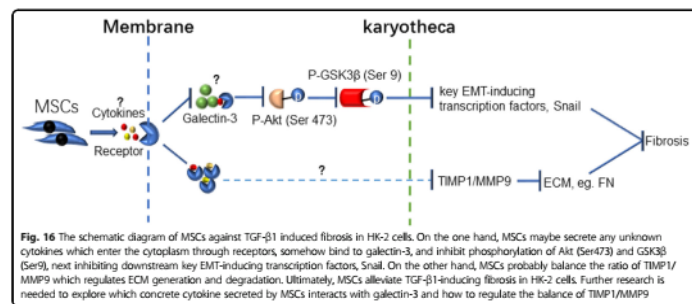 Membrane
karyotheca
P-GSK3β (Ser 9)
?
?
key EMT-inducing
transcription factors, Snail
MSCs
Cytokines
Receptor
Galectin-3
P-Akt (Ser 473)
p
p
Fibrosis
?
TIMP1/MMP9
ECM, eg. FN
Fig. 16 The schematic diagram of MSCs against TGF-β1 induced fibrosis in HK-2 cells. On the one hand, MSCs maybe secrete any unknown
cytokines which enter the cytoplasm through receptors, somehow bind to galectin-3, and inhibit phosphorylation of Akt (Ser473) and GSK3β
(Ser9), next inhibiting downstream key EMT-inducing transcription factors, Snail. On the other hand, MSCs probably balance the ratio of TIMP1/
MMP9 which regulates ECM generation and degradation. Ultimately, MSCs alleviate TGF-β1-inducing fibrosis in HK-2 cells. Further research is
needed to explore which concrete cytokine secreted by MSCs interacts with galectin-3 and how to regulate the balance of TIMP1/MMP9